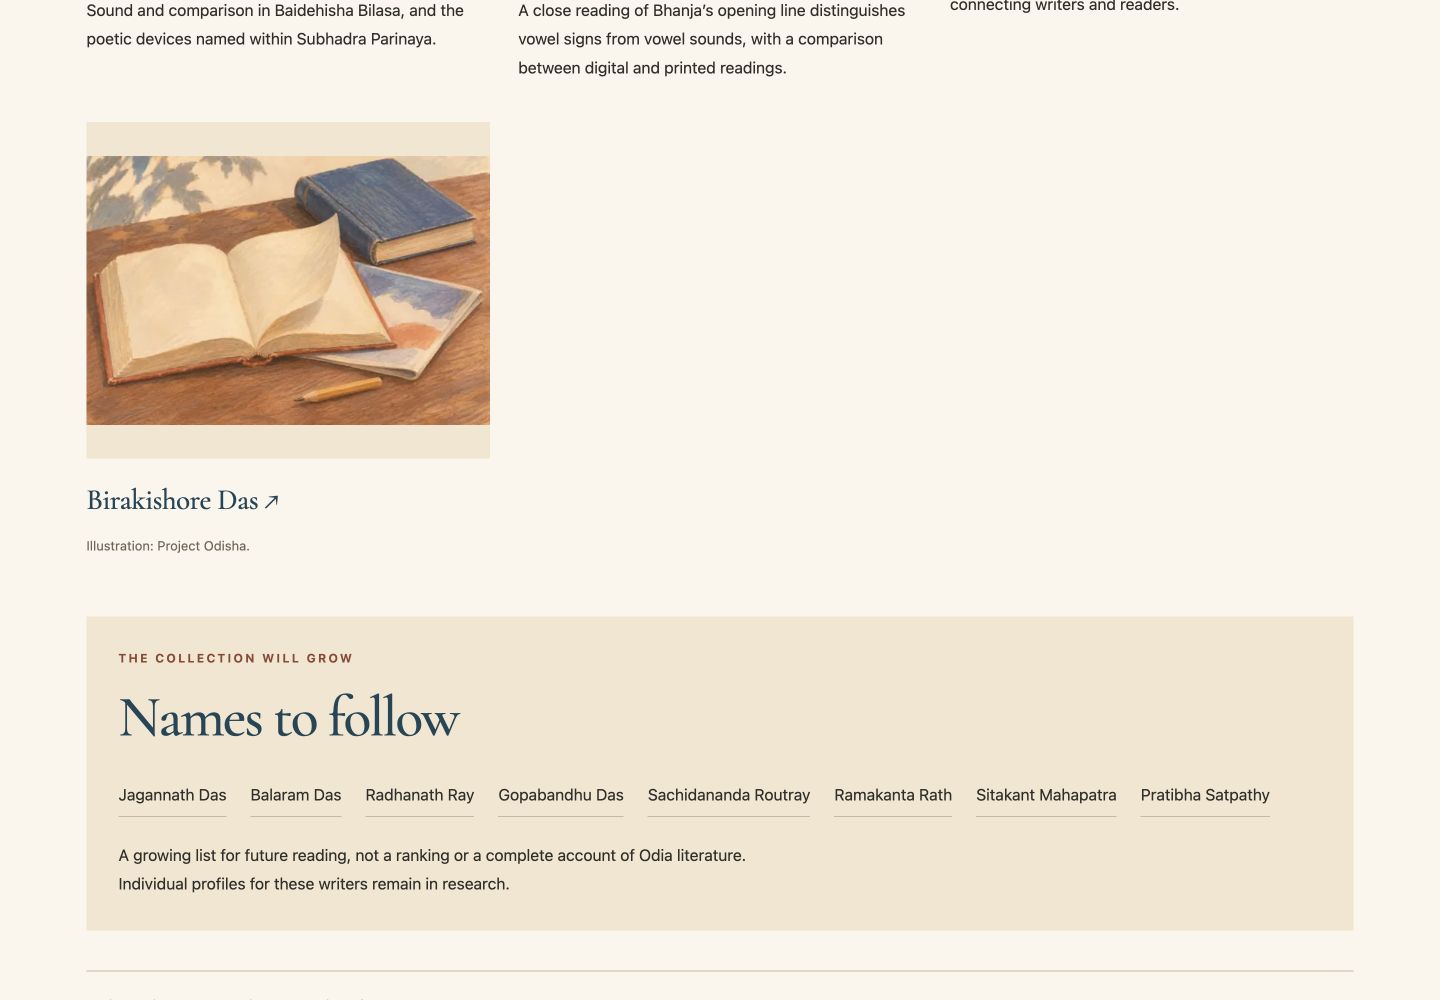 Sound and comparison in Baidehisha Bilasa, and the
poetic devices named within Subhadra Parinaya.
A close reading of Bhanja’s opening line distinguishes
vowel signs from vowel sounds, with a comparison
between digital and printed readings.
connecting writers and readers.
Birakishore Das ↗
Illustration: Project Odisha.
THE COLLECTION WILL GROW
Names to follow
Jagannath Das Balaram Das Radhanath Ray Gopabandhu Das Sachidananda Routray Ramakanta Rath Sitakant Mahapatra Pratibha Satpathy
A growing list for future reading, not a ranking or a complete account of Odia literature.
Individual profiles for these writers remain in research.